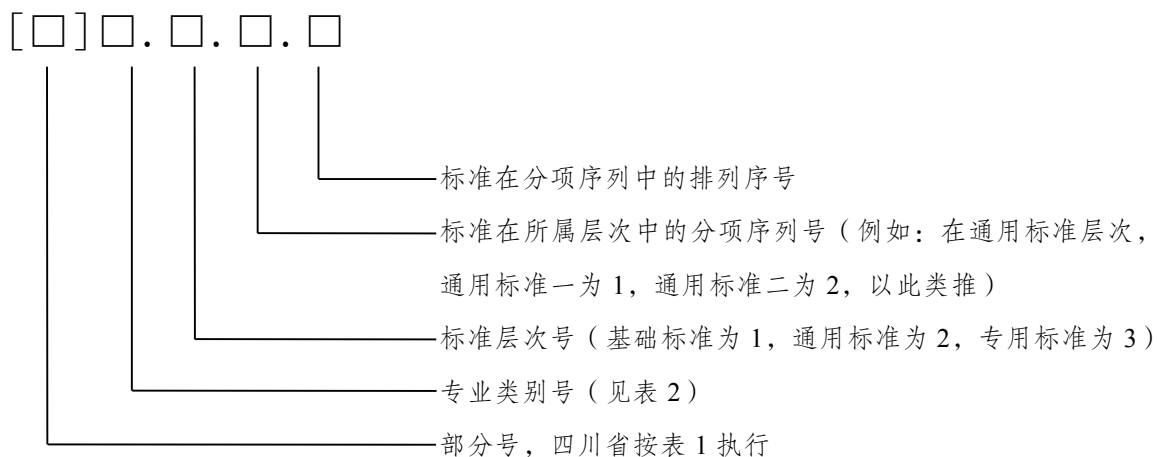 [□]□.□.□.□
标准在分项序列中的排列序号
标准在所属层次中的分项序列号（例如：在通用标准层次，
通用标准一为 1，通用标准二为 2，以此类推）
标准层次号（基础标准为 1，通用标准为 2，专用标准为 3）
专业类别号（见表 2）
部分号，四川省按表 1 执行